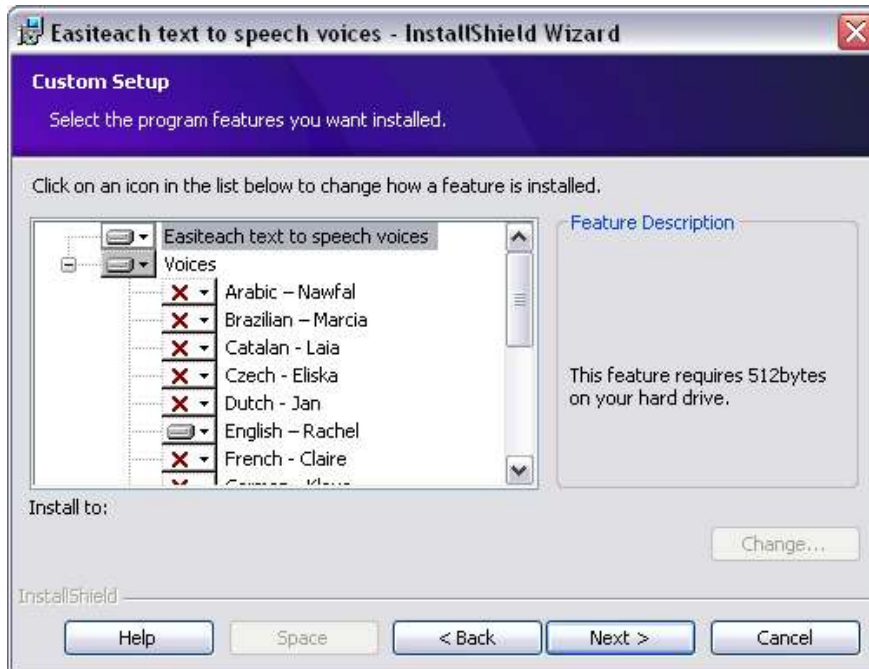 Easiteach text to speech voices - InstallShield Wizard
Custom Setup
Select the program features you want installed.
Click on an icon in the list below to change how a feature is installed.
Easiteach text to speech voices
Voices
Arabic – Nawfal
Brazilian – Marcia
Catalan - Laia
Czech - Eliska
Dutch - Jan
English – Rachel
French - Claire
Feature Description
This feature requires 512bytes
on your hard drive.
Install to:
Change...
InstallShield
Help
Space
< Back
Next >
Cancel